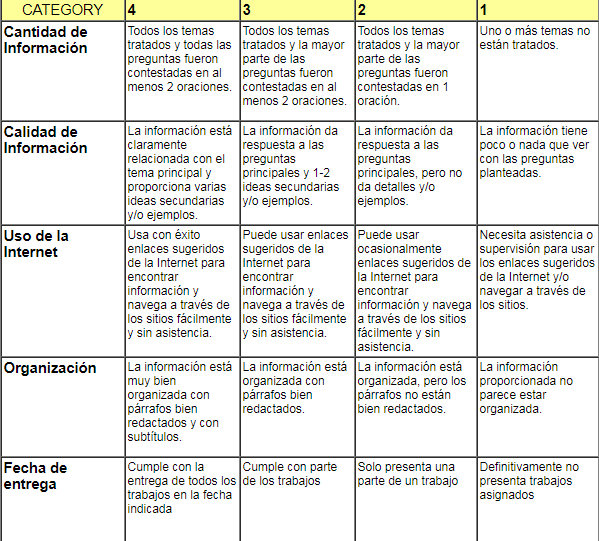 CATEGORY 4 3 2 1
Cantidad de
Información
Todos los temas
tratados y todas las
preguntas fueron
contestadas en al
menos 2 oraciones.
Todos los temas
tratados y la mayor
parte de las
preguntas fueron
contestadas en al
menos 2 oraciones.
Todos los temas
tratados y la mayor
parte de las
preguntas fueron
contestadas en 1
oración.
Uno o más temas no
están tratados.
Calidad de
Información
La información está
claramente
relacionada con el
tema principal y
proporciona varias
ideas secundarias
y/o ejemplos.
La información da
respuesta a las
preguntas
principales y 1-2
ideas secundarias
y/o ejemplos.
La información da
respuesta a las
preguntas
principales, pero no
da detalles y/o
ejemplos.
La información tiene
poco o nada que ver
con las preguntas
planteadas.
Uso de la
Internet
Usa con éxito
enlaces sugeridos
de la Internet para
encontrar
información y
navega a través de
los sitios fácilmente
y sin asistencia.
Puede usar enlaces
sugeridos de la
Internet para
encontrar
información y
navega a través de
los sitios fácilmente
y sin asistencia.
Puede usar
ocasionalmente
enlaces sugeridos de
la Internet para
encontrar
información y navega
a través de los sitios
fácilmente y sin
asistencia.
Necesita asistencia o
supervisión para usar
los enlaces sugeridos
de la Internet y/o
navegar a través de
los sitios.
Organización
La información está
muy bien
organizada con
párrafos bien
redactados y con
subtítulos.
La información está
organizada con
párrafos bien
redactados.
La información está
organizada, pero los
párrafos no están
bien redactados.
La información
proporcionada no
parece estar
organizada.
Fecha de
entrega
Cumple con la
entrega de todos los
trabajos en la fecha
indicada
Cumple con parte
de los trabajos
Solo presenta una
parte de un trabajo
Definitivamente no
presenta trabajos
asignados